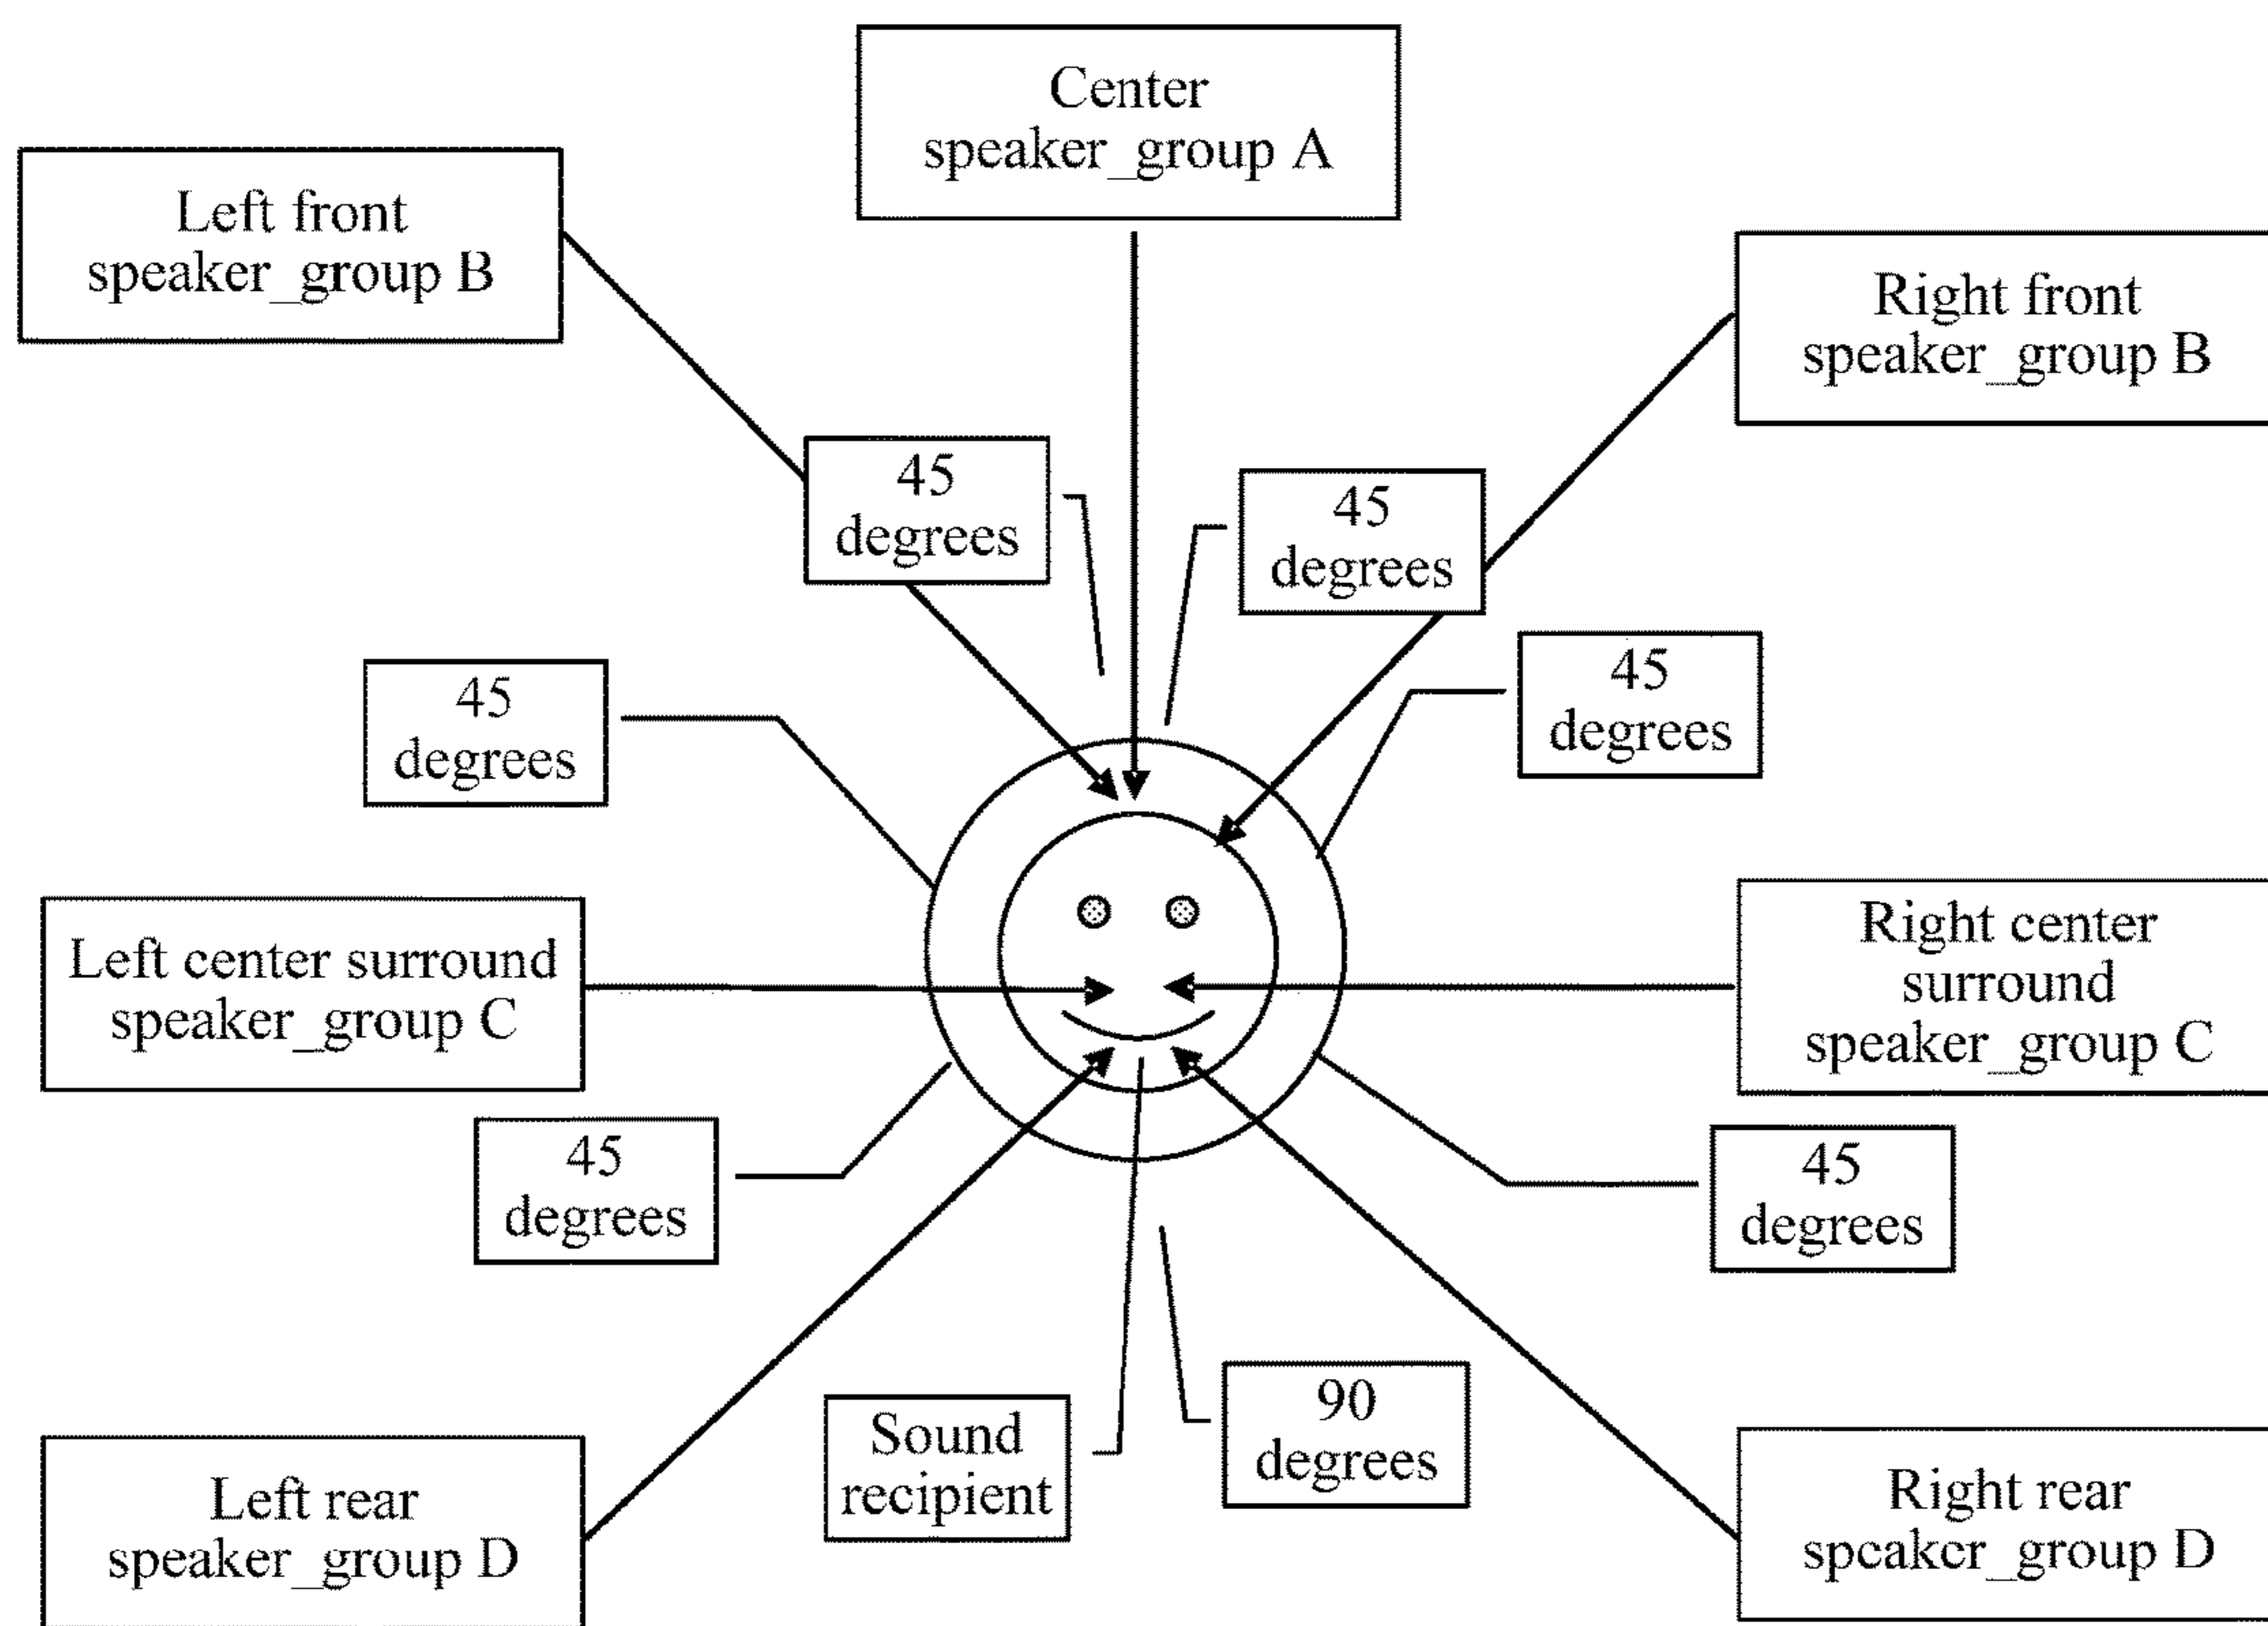 Center
speaker_group A
Left front
speaker_group B
Right front
speaker_group B
45
degrees
45
degrees
45
degrees
45
degrees
Left center surround
speaker_group C
Right center
surround
speaker_group C
45
degrees
45
degrees
Sound
recipient
90
degrees
Left rear
speaker_group D
Right rear
speaker_group D